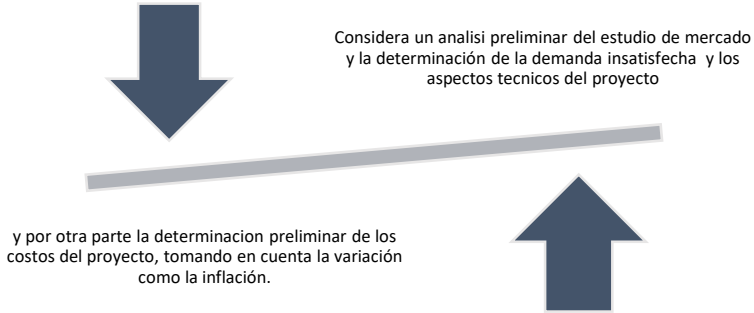 Considera un analisi preliminar del estudio de mercado
y la determinación de la demanda insatisfecha y los
aspectos tecnicos del proyecto
y por otra parte la determinacion preliminar de los
costos del proyecto, tomando en cuenta la variación
como la inflación.